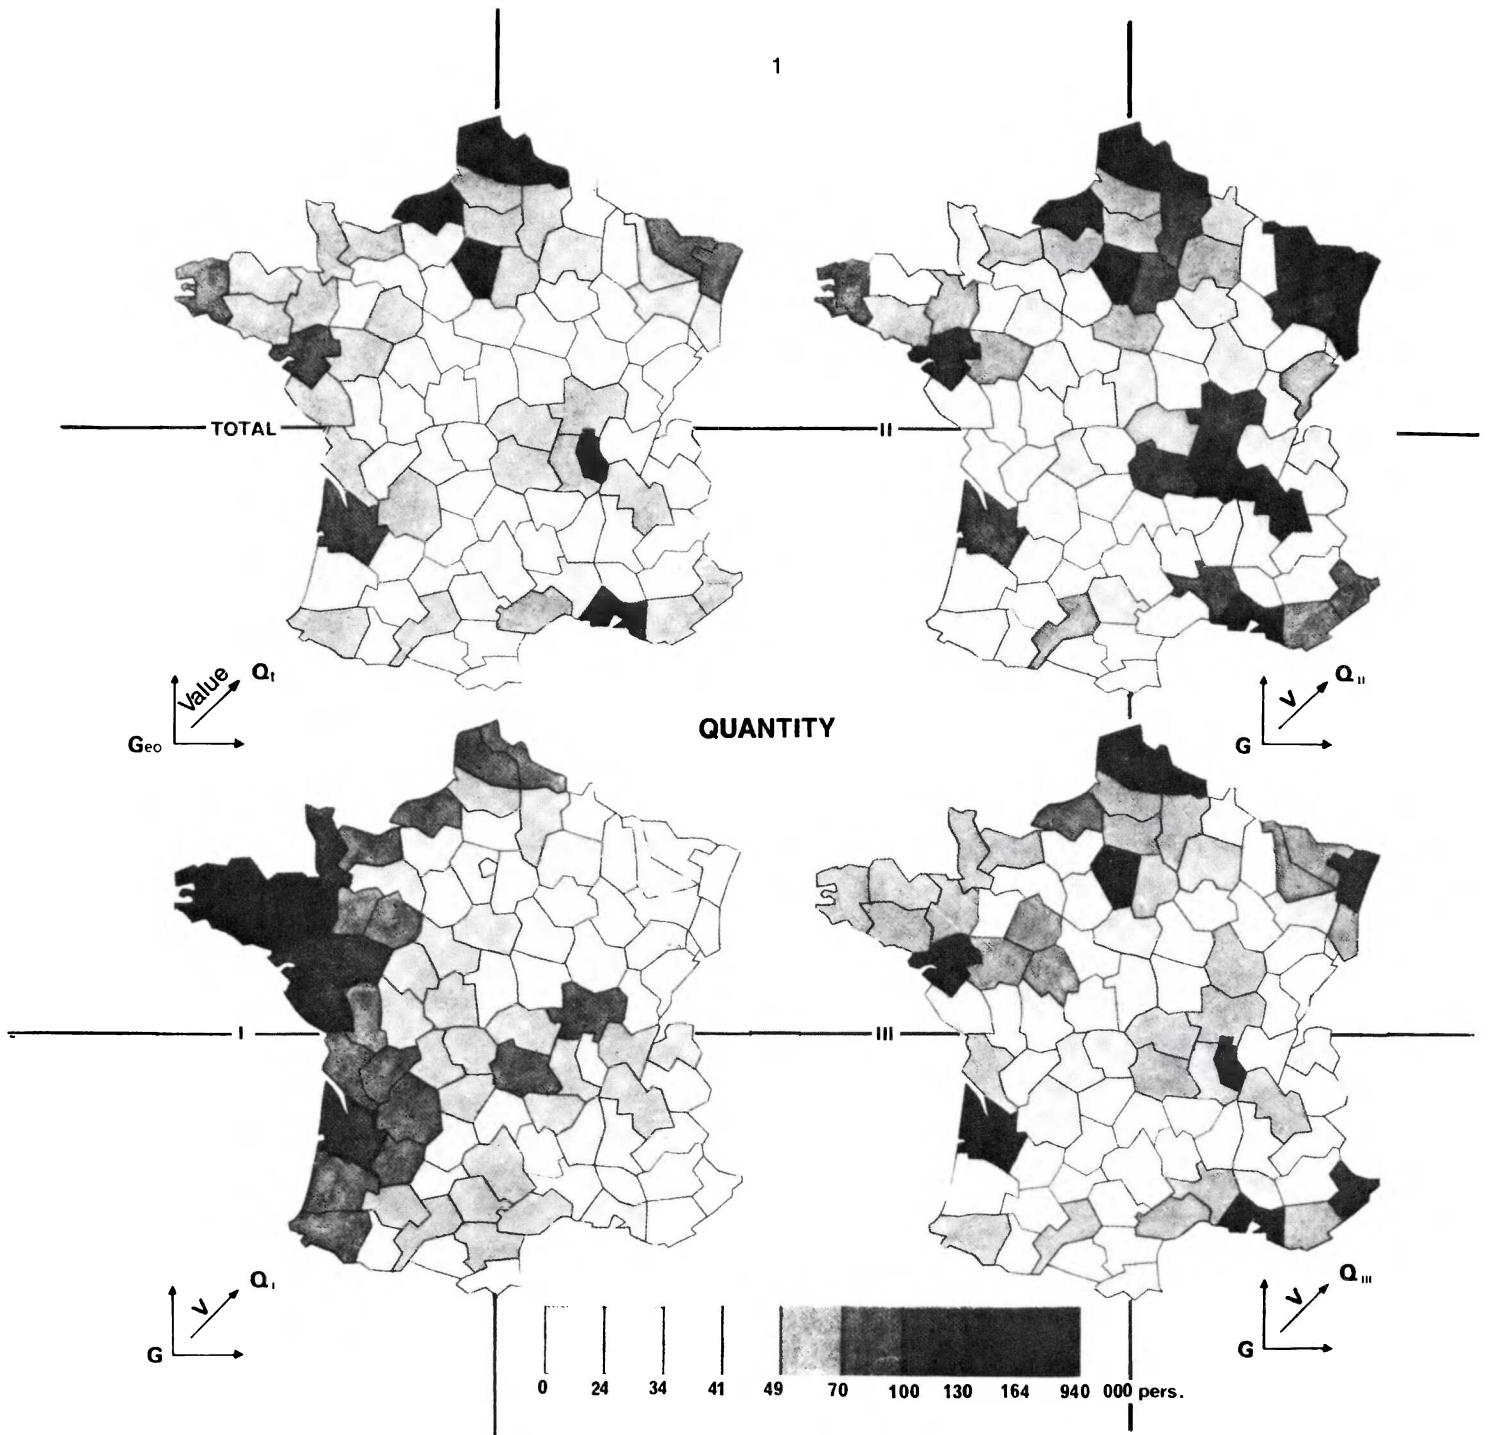 1
TOTAL
II
Value
Qt
Geo
QUANTITY
V
QII
G
I
III
V
QI
G
V
QIII
G
0 24 34 41 49 70 100 130 164 940 000 pers.